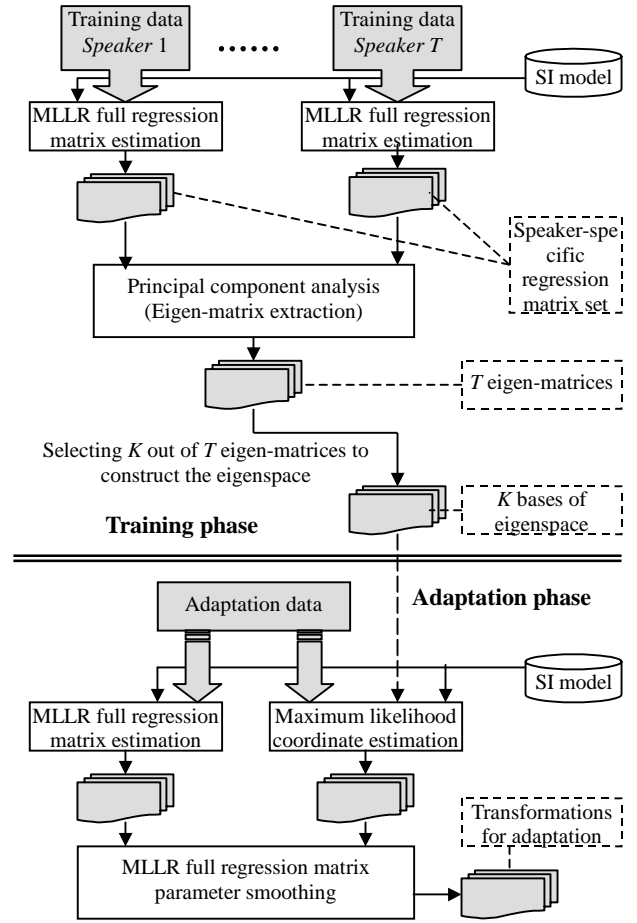 Training data
Speaker 1
......
Training data
Speaker T
SI model
MLLR full regression
matrix estimation
MLLR full regression
matrix estimation
Speaker-spe
cific
regression
matrix set
Principal component analysis
(Eigen-matrix extraction)
T eigen-matrices
Selecting K out of T eigen-matrices to
construct the eigenspace
K bases of
eigenspace
Training phase
Adaptation phase
Adaptation data
SI model
MLLR full regression
matrix estimation
Maximum likelihood
coordinate estimation
Transformations
for adaptation
MLLR full regression matrix
parameter smoothing